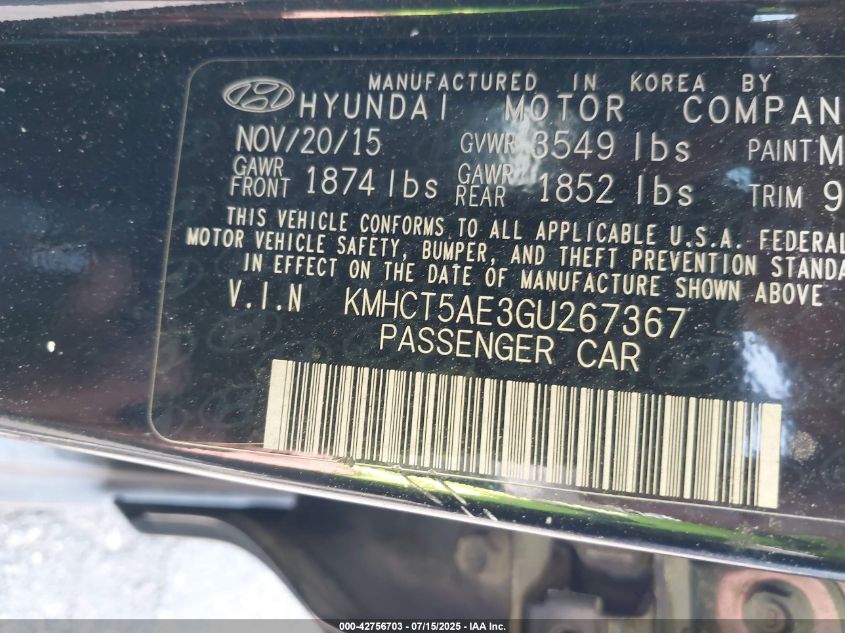 MANUFACTURED IN KOREA BY
HYUNDAI MOTOR COMPAN
NOV/20/15 GVWR 3549 lbs PAINT M
GAWR FRONT 1874 lbs GAWR REAR 1852 lbs TRIM 9
THIS VEHICLE CONFORMS TO ALL APPLICABLE U.S.A. FEDERAL
MOTOR VEHICLE SAFETY, BUMPER, AND THEFT PREVENTION STANDA
IN EFFECT ON THE DATE OF MANUFACTURE SHOWN ABOVE
V.I.N KMHCT5AE3GU267367
PASSENGER CAR
000-42756703 - 07/15/2025 - IAA Inc.